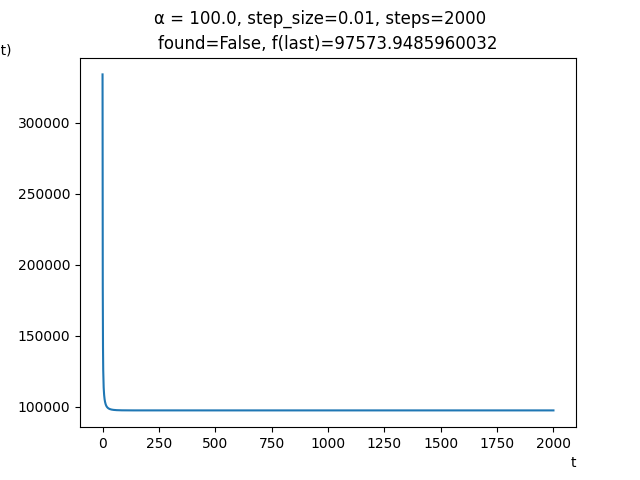 α = 100.0, step_size=0.01, steps=2000
found=False, f(last)=97573.9485960032
t)
300000
250000
200000
150000
100000
0 250 500 750 1000 1250 1500 1750 2000
t